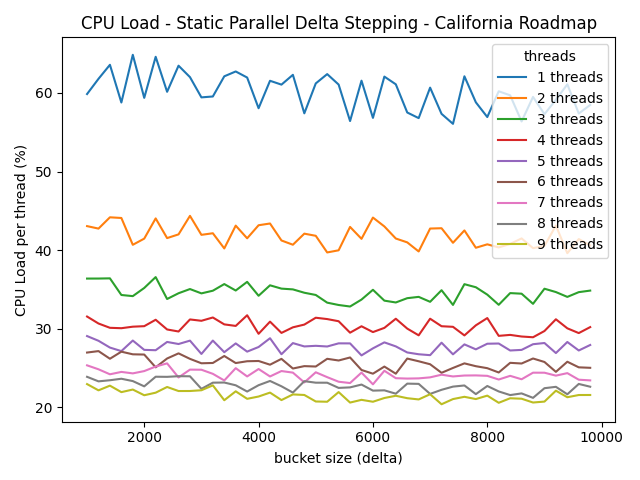 CPU Load - Static Parallel Delta Stepping - California Roadmap
threads
1 threads
2 threads
3 threads
4 threads
5 threads
6 threads
7 threads
8 threads
9 threads
CPU Load per thread (%)
60
50
40
30
20
2000
4000
6000
8000
10000
bucket size (delta)